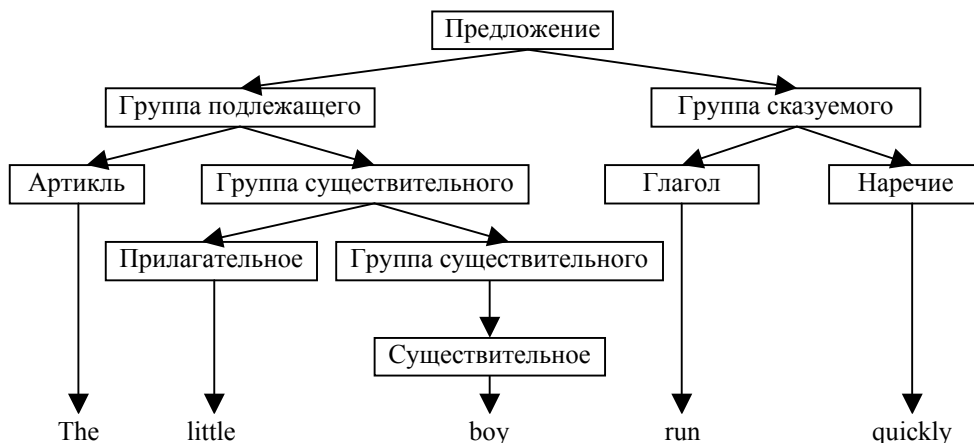 Предложение
Группа подлежащего
Группа сказуемого
Артикль
Группа существительного
Глагол
Наречие
Прилагательное
Группа существительного
Существительное
The
little
boy
run
quickly